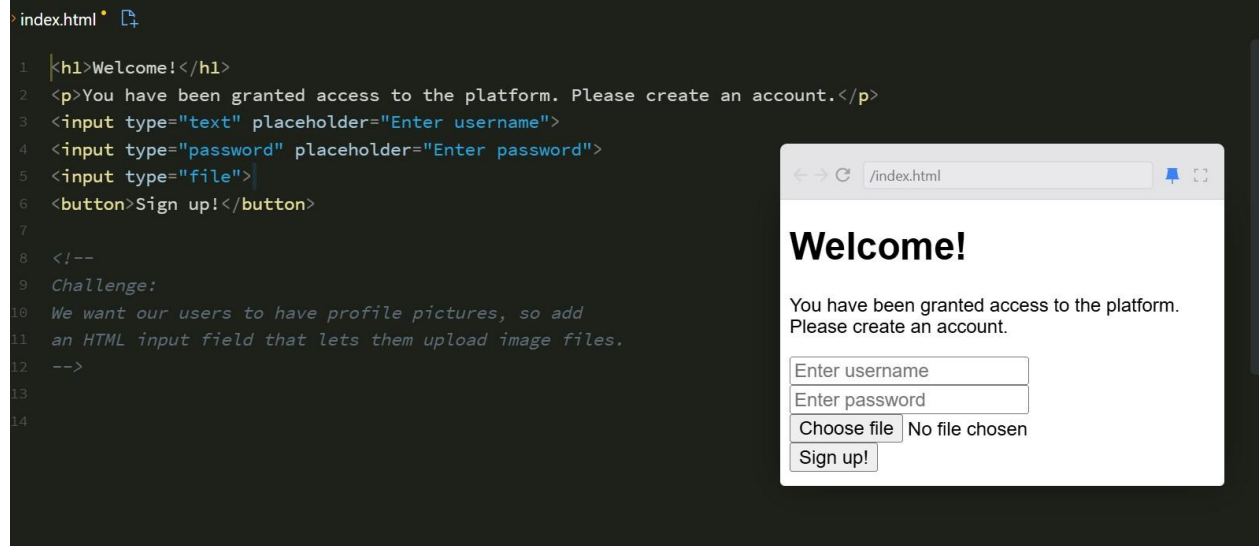 index.html
1 <h1>Welcome!</h1>
2 <p>You have been granted access to the platform. Please create an account.</p>
3 <input type="text" placeholder="Enter username">
4 <input type="password" placeholder="Enter password">
5 <input type="file">
6 <button>Sign up!</button>
7
8 <!--
9 Challenge:
10 We want our users to have profile pictures, so add
11 an HTML input field that lets them upload image files.
12 -->
13
14
/index.html
Welcome!
You have been granted access to the platform.
Please create an account.
Enter username
Enter password
Choose file No file chosen
Sign up!